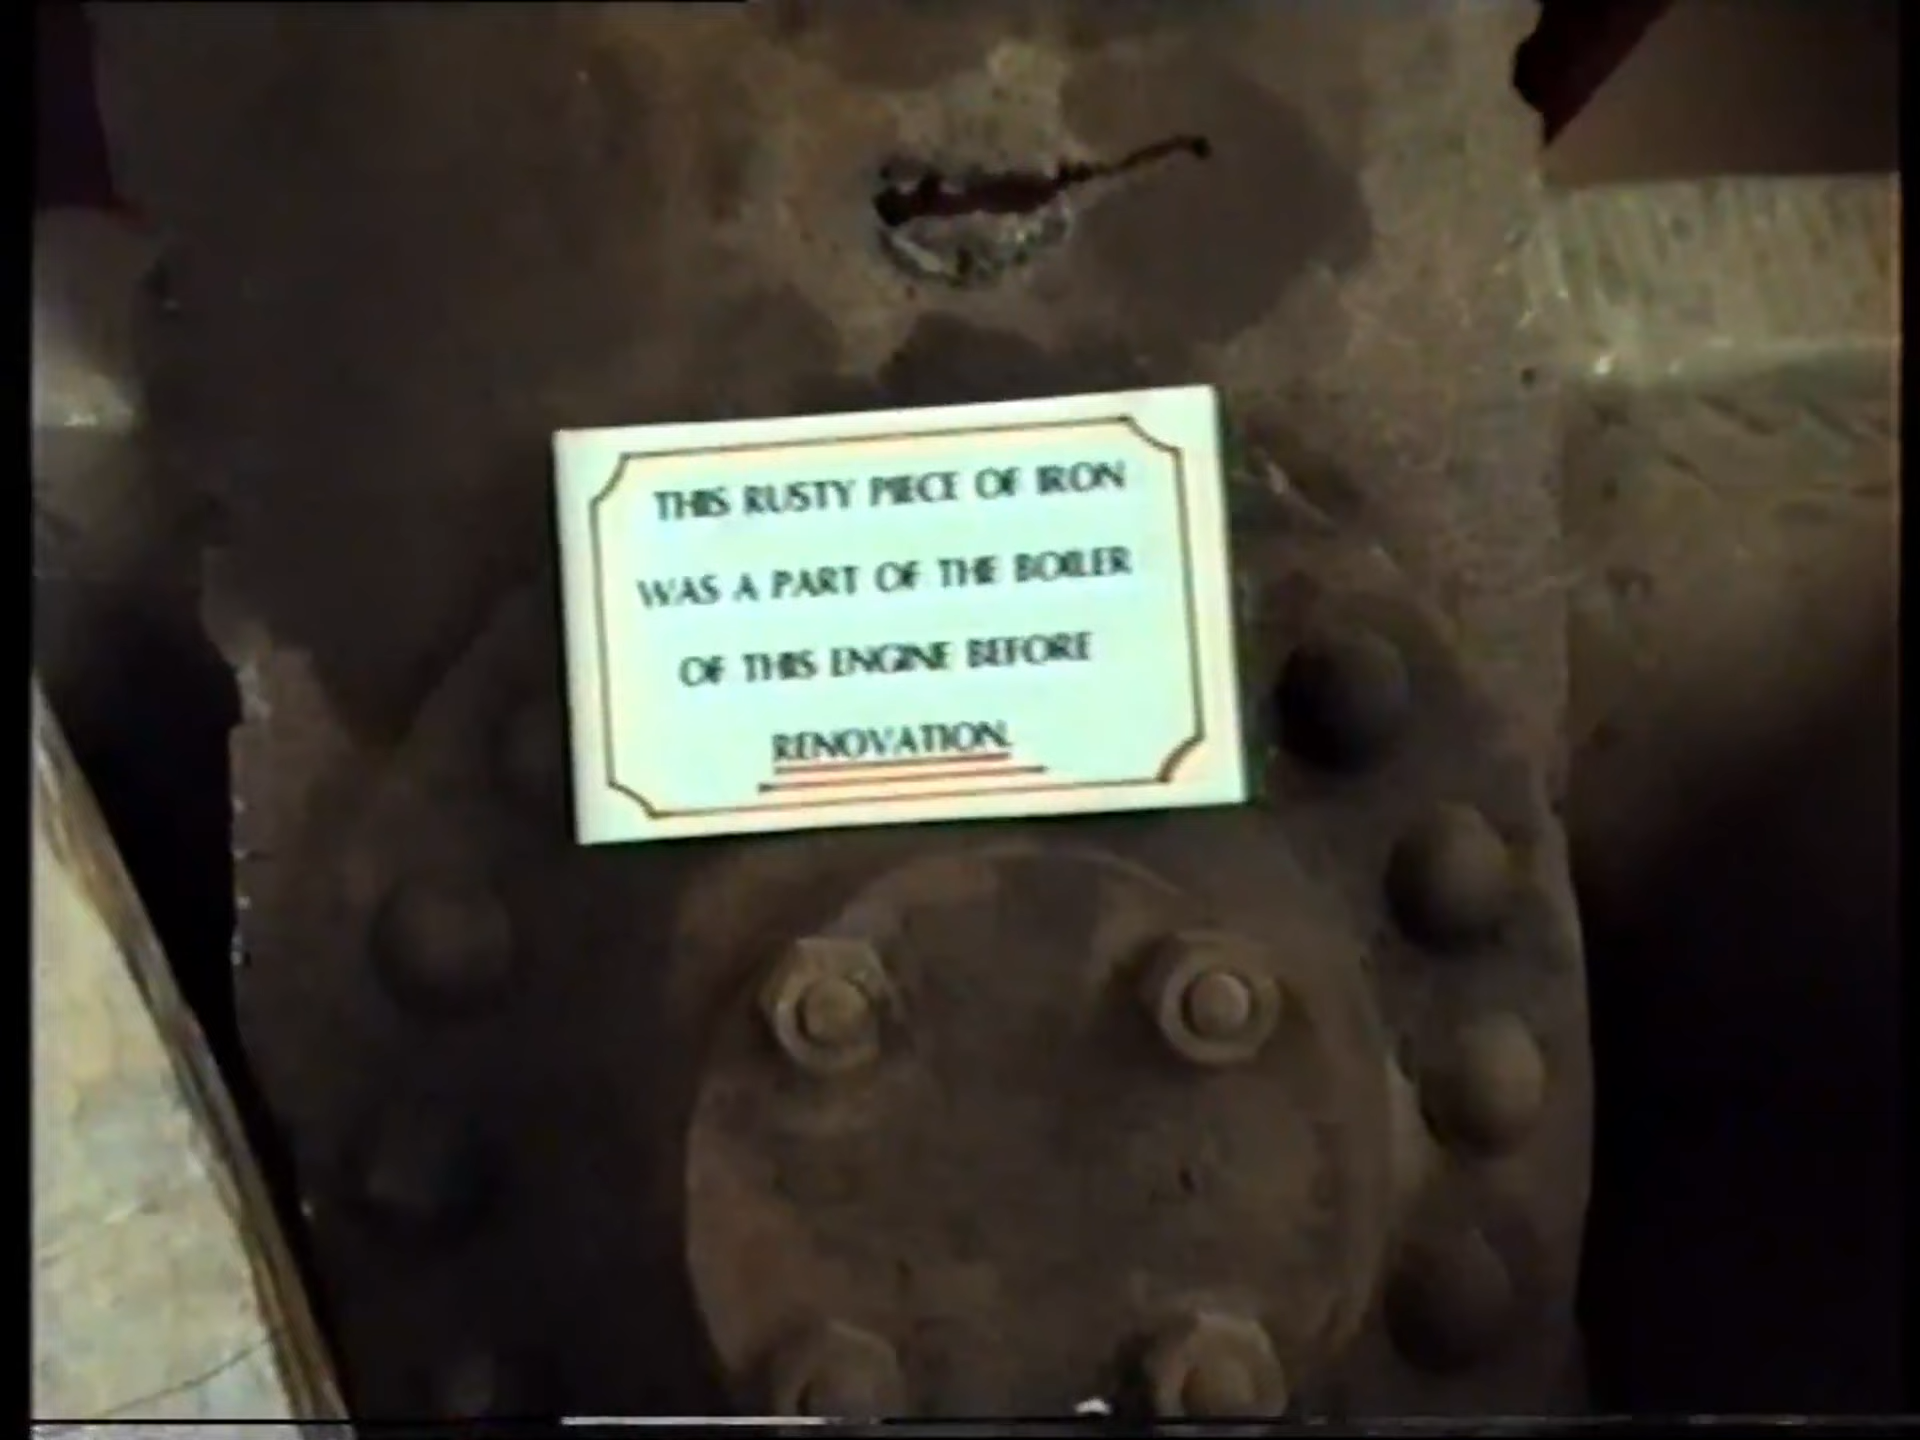 THIS RUSTY PIECE OF IRON
WAS A PART OF THE BOILER
OF THIS ENGINE BEFORE
RENOVATION.